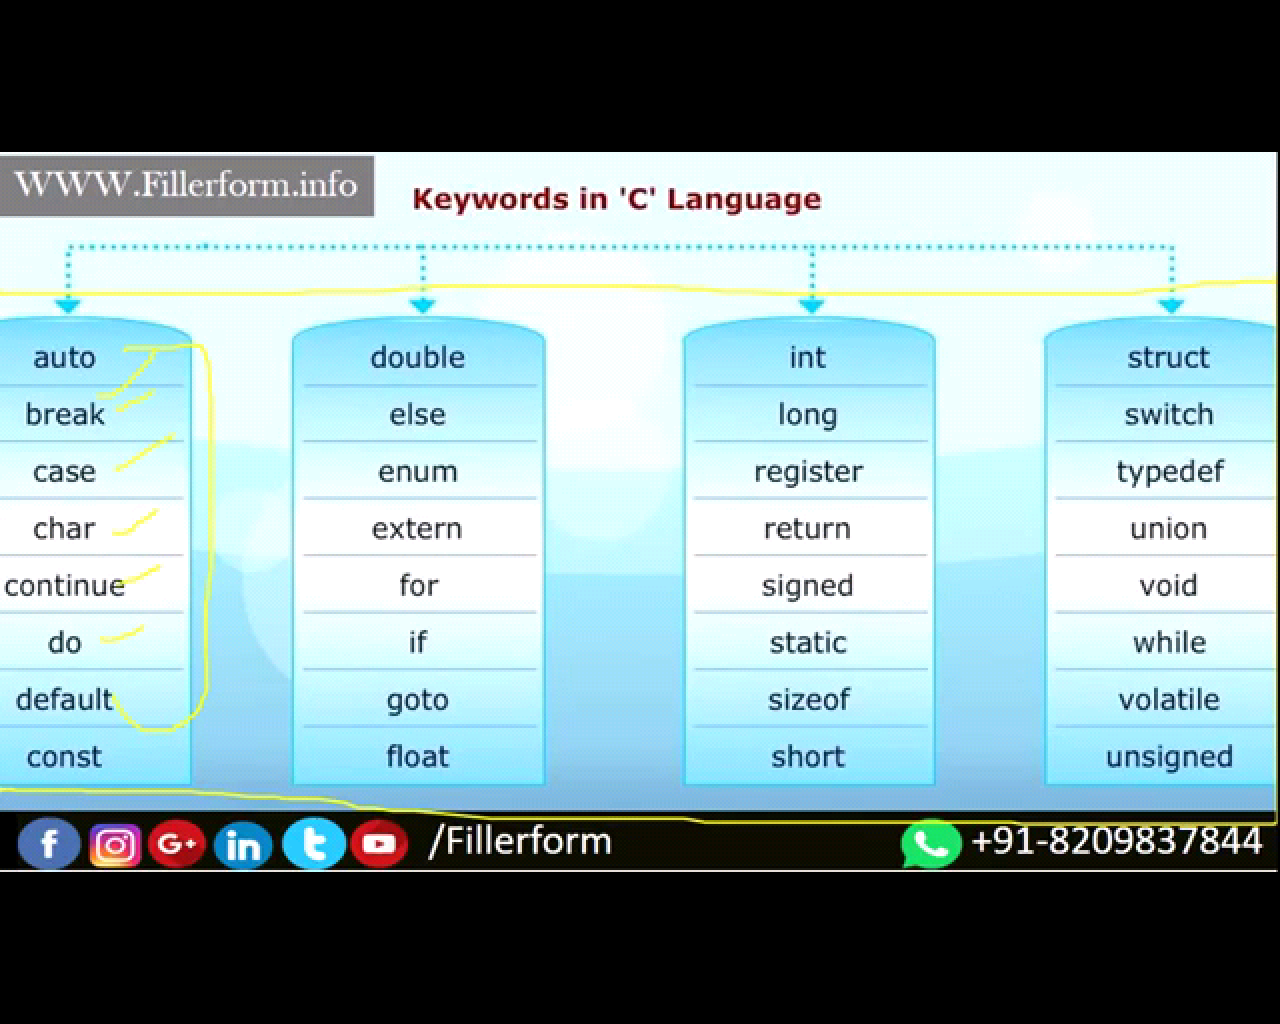 WWW.Fillerform.info
Keywords in 'C' Language
auto double int struct
break else long switch
case enum register typedef
char extern return union
continue for signed void
do if static while
default goto sizeof volatile
const float short unsigned
/Fillerform +91-8209837844